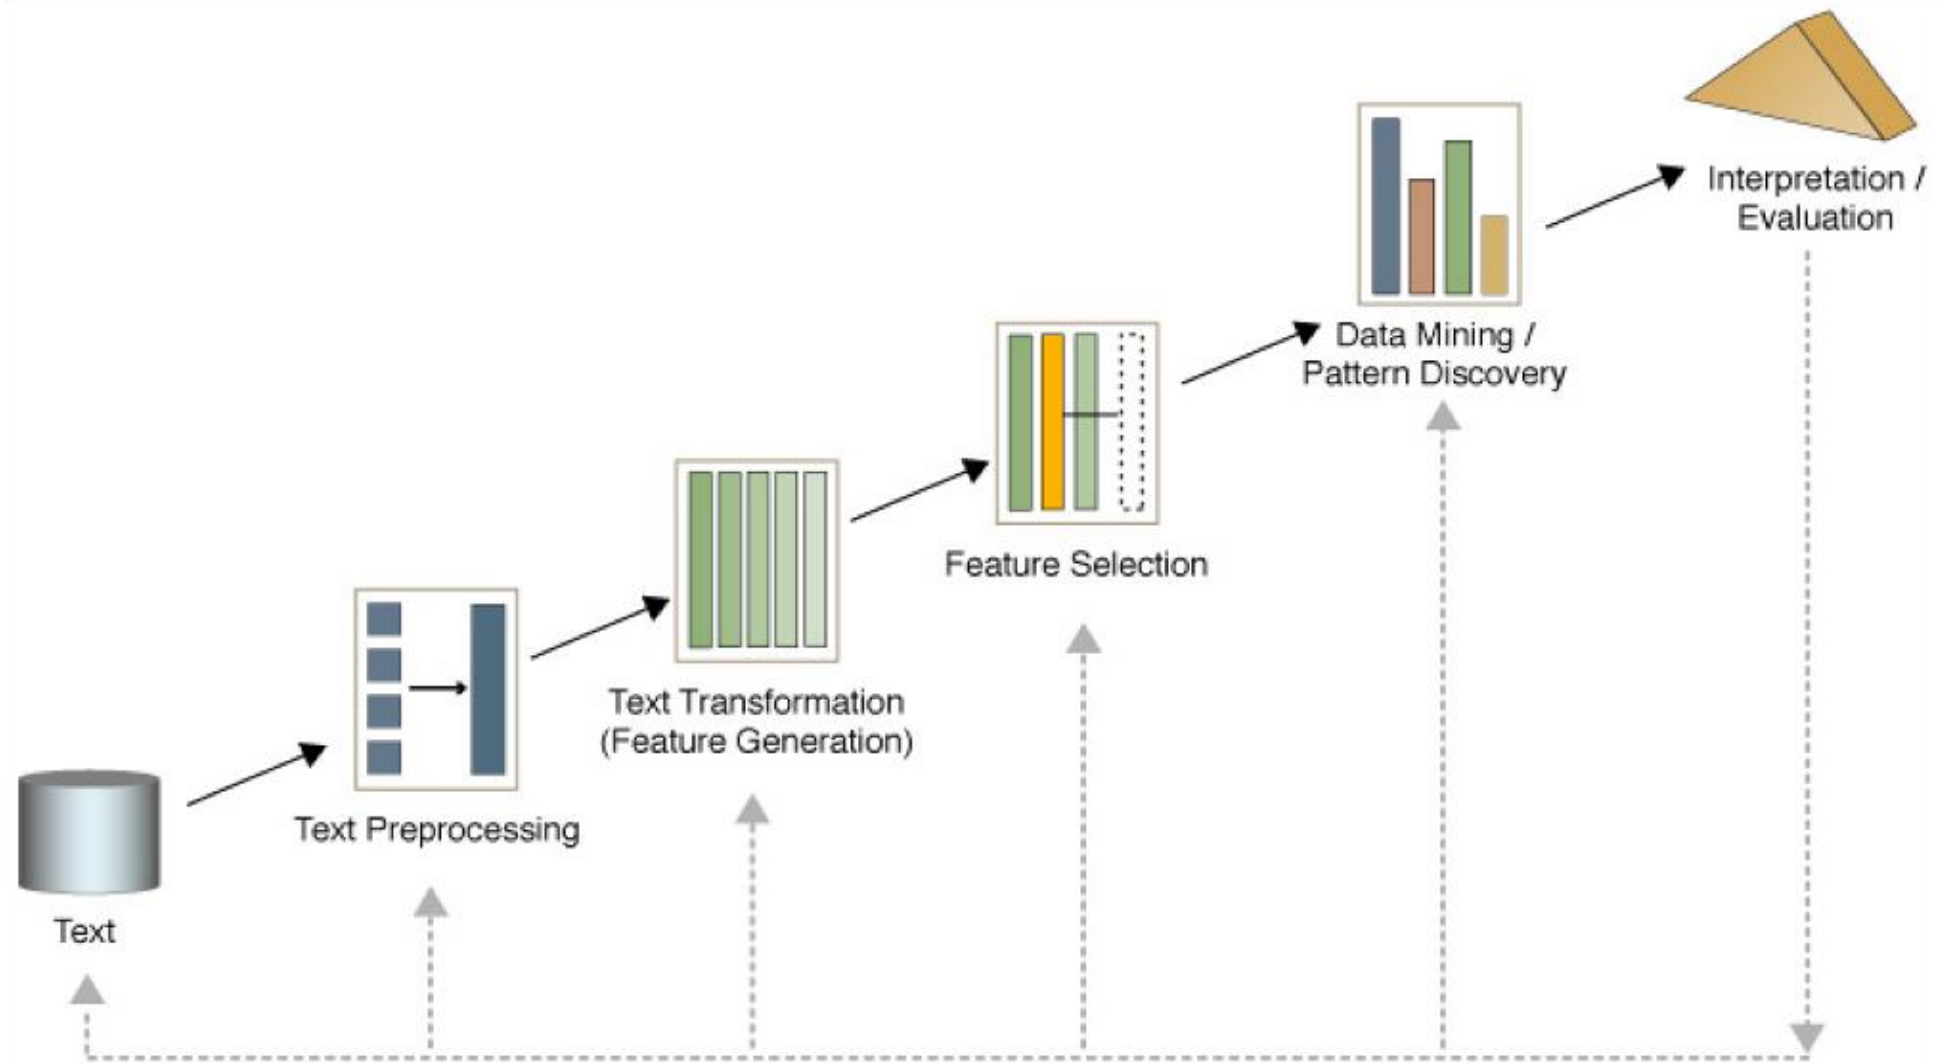 Text
Text Preprocessing
Text Transformation
(Feature Generation)
Feature Selection
Data Mining /
Pattern Discovery
Interpretation /
Evaluation